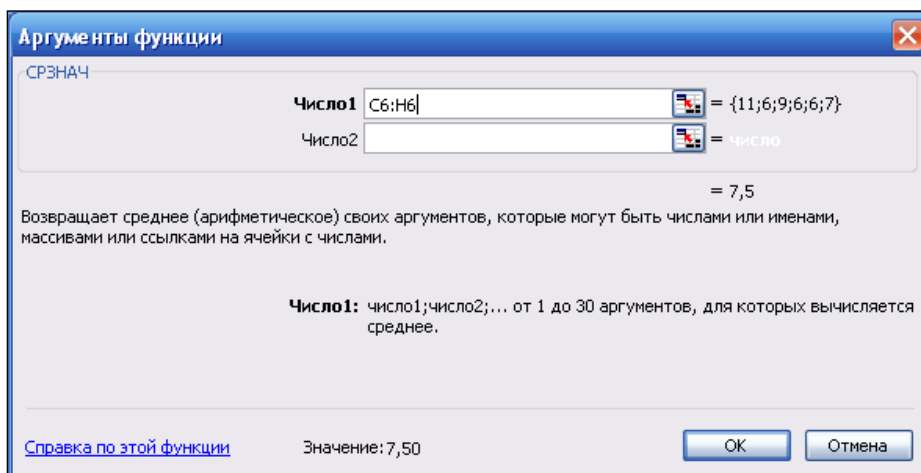 Аргументы функции
СРЗНАЧ
Число1 C6:H6 = {11;6;9;6;6;7}
Число2 = число
= 7,5
Возвращает среднее (арифметическое) своих аргументов, которые могут быть числами или именами,
массивами или ссылками на ячейки с числами.
Число1: число1;число2;... от 1 до 30 аргументов, для которых вычисляется
среднее.
Справка по этой функции Значение:7,50 ОК Отмена